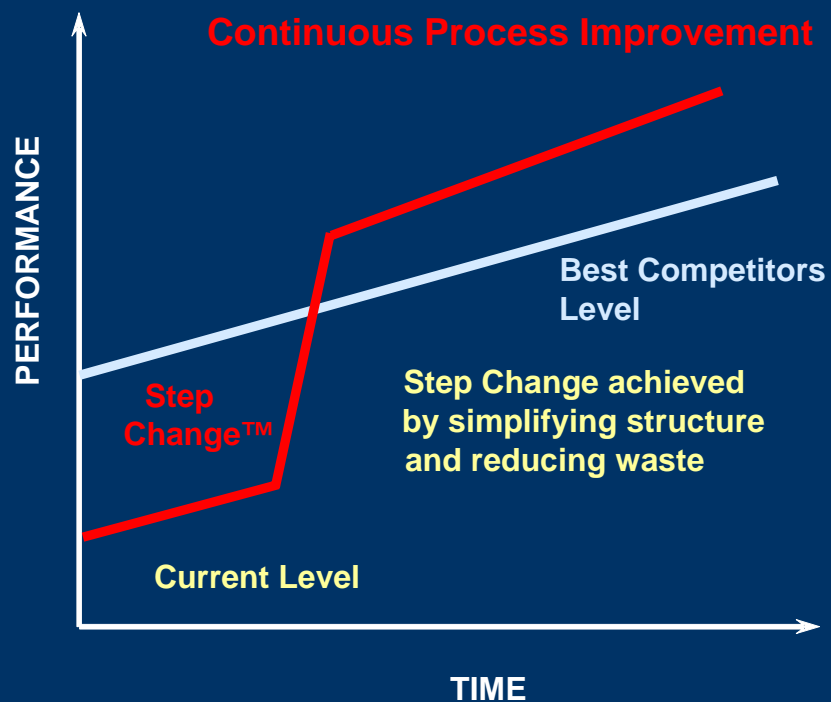 Continuous Process Improvement
PERFORMANCE
Best Competitors
Level
Step
Change™
Step Change achieved
by simplifying structure
and reducing waste
Current Level
TIME